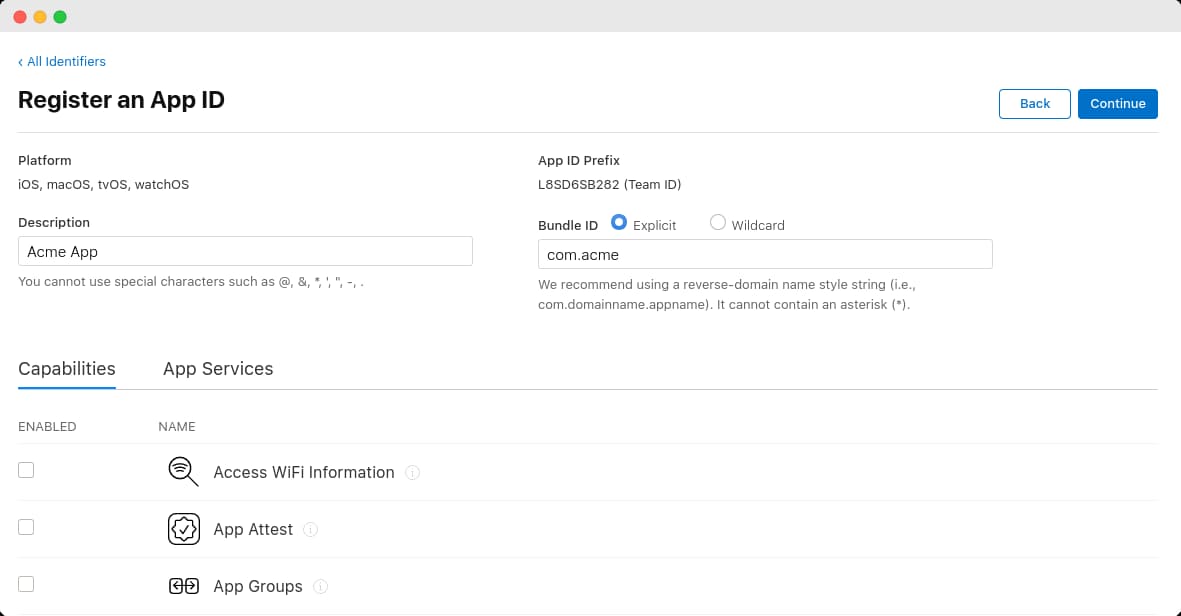 ‹ All Identifiers
Register an App ID
Back
Continue
Platform
iOS, macOS, tvOS, watchOS
App ID Prefix
L8SD6SB282 (Team ID)
Description
Acme App
You cannot use special characters such as @, &, *, ', ", -, .
Bundle ID Explicit Wildcard
com.acme
We recommend using a reverse-domain name style string (i.e.,
com.domainname.appname). It cannot contain an asterisk (*).
Capabilities App Services
ENABLED NAME
Access WiFi Information
App Attest
App Groups